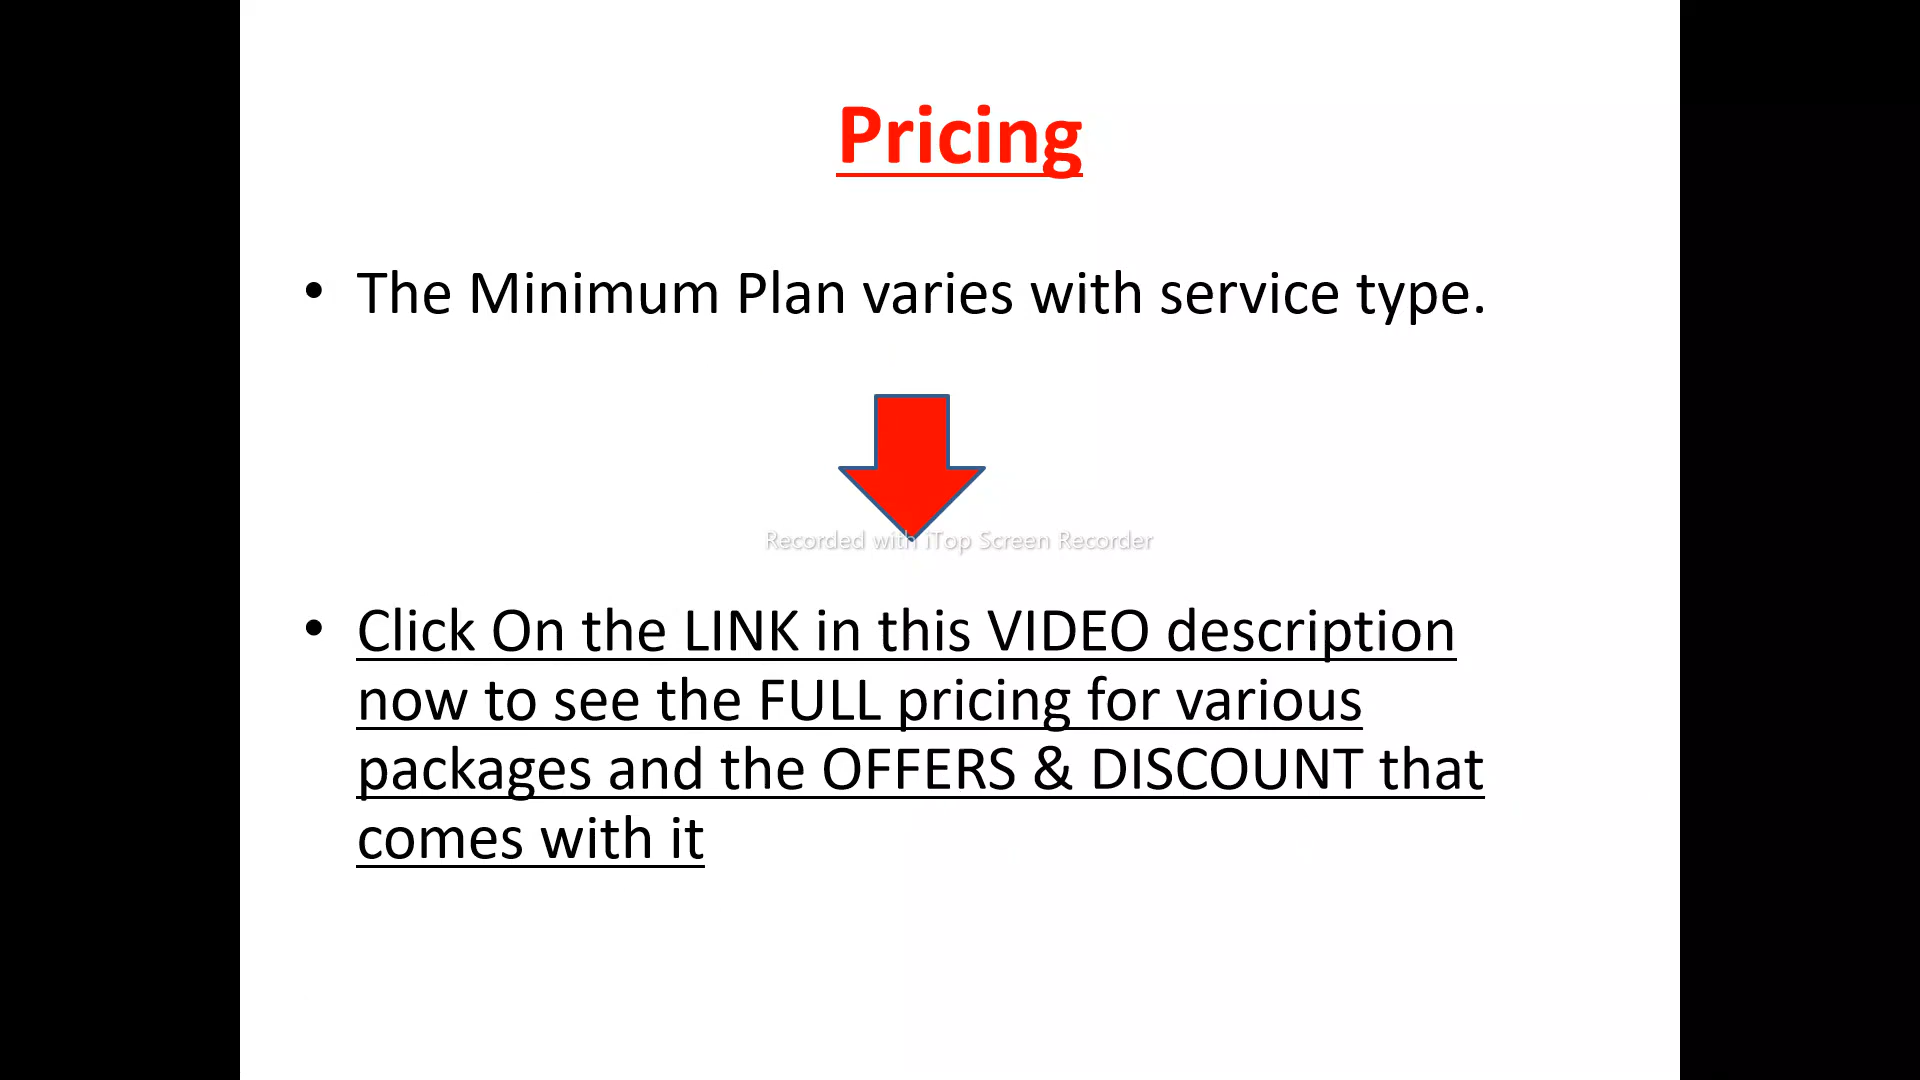 Pricing
• The Minimum Plan varies with service type.
Recorded with iTop Screen Recorder
• Click On the LINK in this VIDEO description
now to see the FULL pricing for various
packages and the OFFERS & DISCOUNT that
comes with it